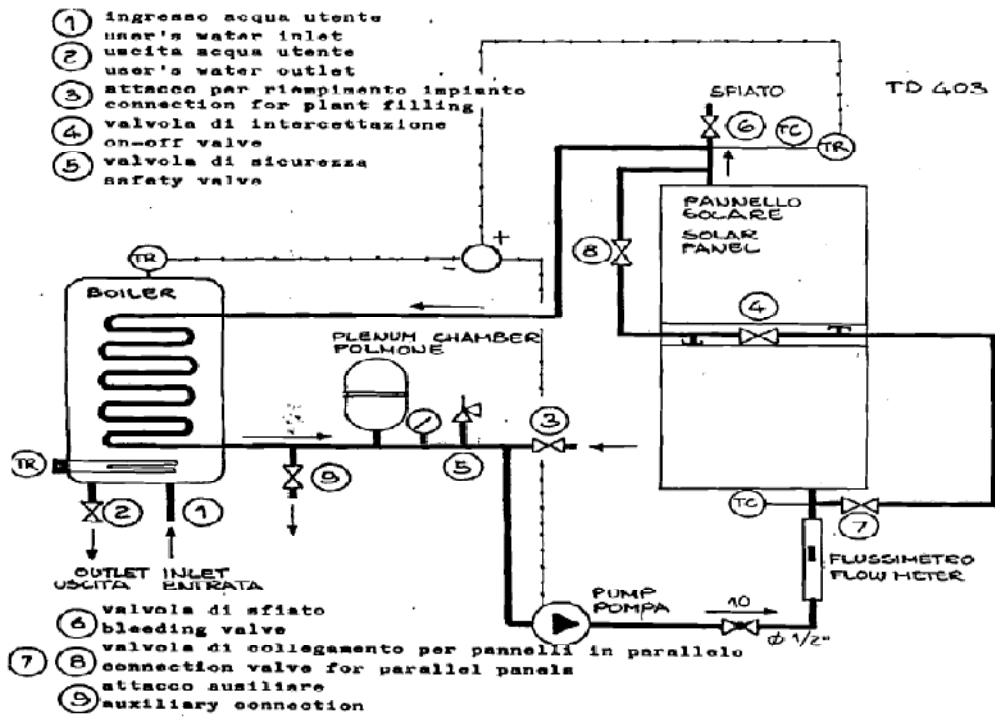 1 ingresso acqua utente
user's water inlet
2 uscita acqua utente
user's water outlet
3 attacco per riempimento impianto
connection for plant filling
4 valvola di intercettazione
on-off valve
5 valvola di sicurezza
safety valve
TD 403
SFIATO
6 TC TR
PANNELLO
SOLARE
SOLAR
PANEL
8
+
-
TR
BOILER
4
PLENUM CHAMBER
POLMONE
3
5
9
TR
2
1
TC
7
OUTLET INLET
USCITA ENTRATA
FLUSSIMETRO
FLOW METER
PUMP
POMPA
10
φ 1/2"
6 valvola di sfiato
bleeding valve
7 8 valvola di collegamento per pannelli in parallelo
connection valve for parallel panels
9 attacco ausiliare
auxiliary connection